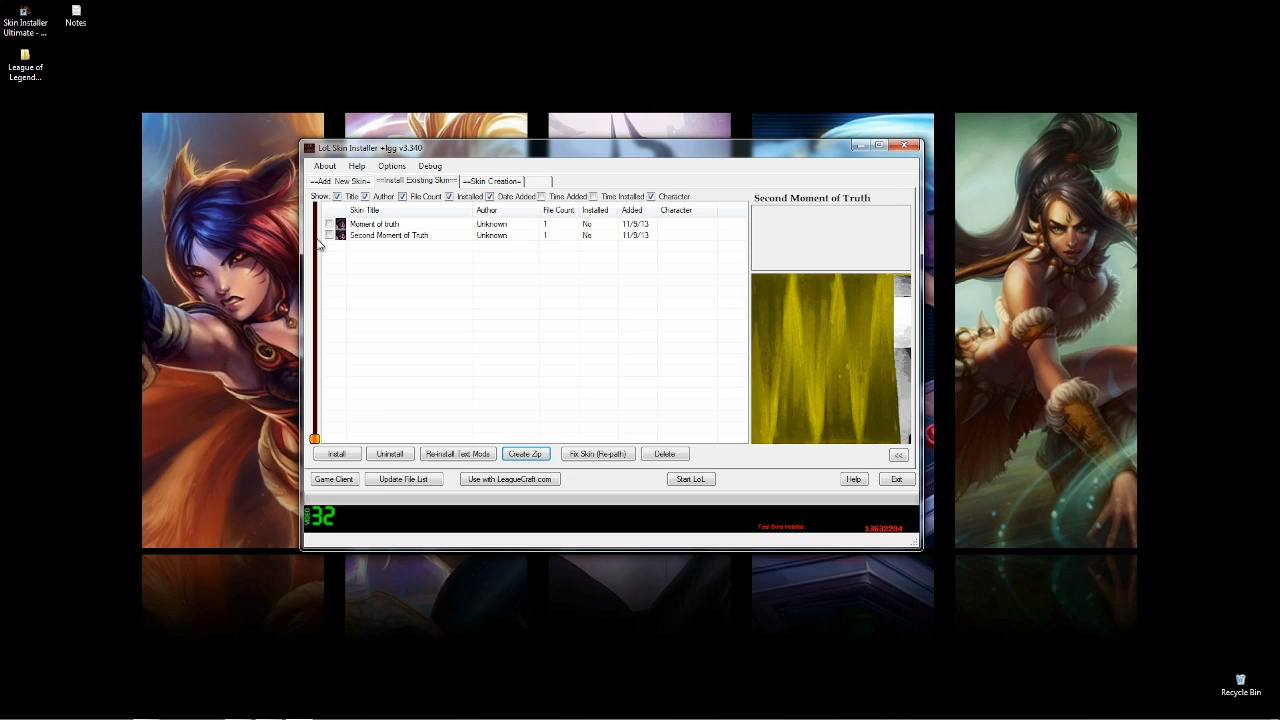 Skin Installer
Ultimate - ...
Notes
League of
Legend...
LoL Skin Installer +lgg v3.340
About Help Options Debug
==Add New Skin= ==Install Existing Skin== ==Skin Creation=
Show: Title Author File Count Installed Date Added Time Added Time Installed Character
Skin Title Author File Count Installed Added Character
Moment of truth Unknown 1 No 11/9/13
Second Moment of Truth Unknown 1 No 11/9/13
Second Moment of Truth
Install Uninstall Re-install Text Mods Create Zip Fix Skin (Re-path) Delete <<
Game Client Update File List Use with LeagueCraft.com Start LoL Help Exit
VIDEO 32
Total Skins Installed: 13632294
Recycle Bin